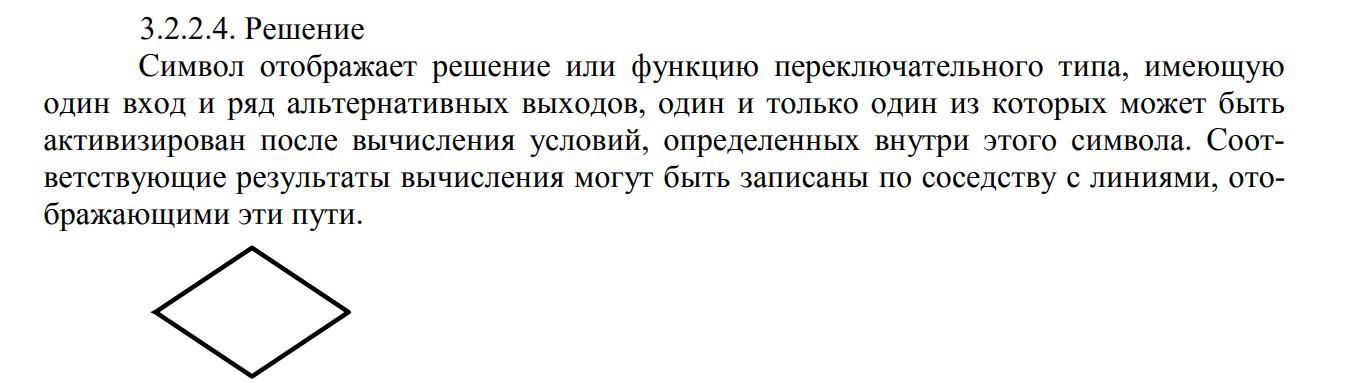 3.2.2.4. Решение
Символ отображает решение или функцию переключательного типа, имеющую
один вход и ряд альтернативных выходов, один и только один из которых может быть
активизирован после вычисления условий, определенных внутри этого символа. Соот-
ветствующие результаты вычисления могут быть записаны по соседству с линиями, ото-
бражающими эти пути.